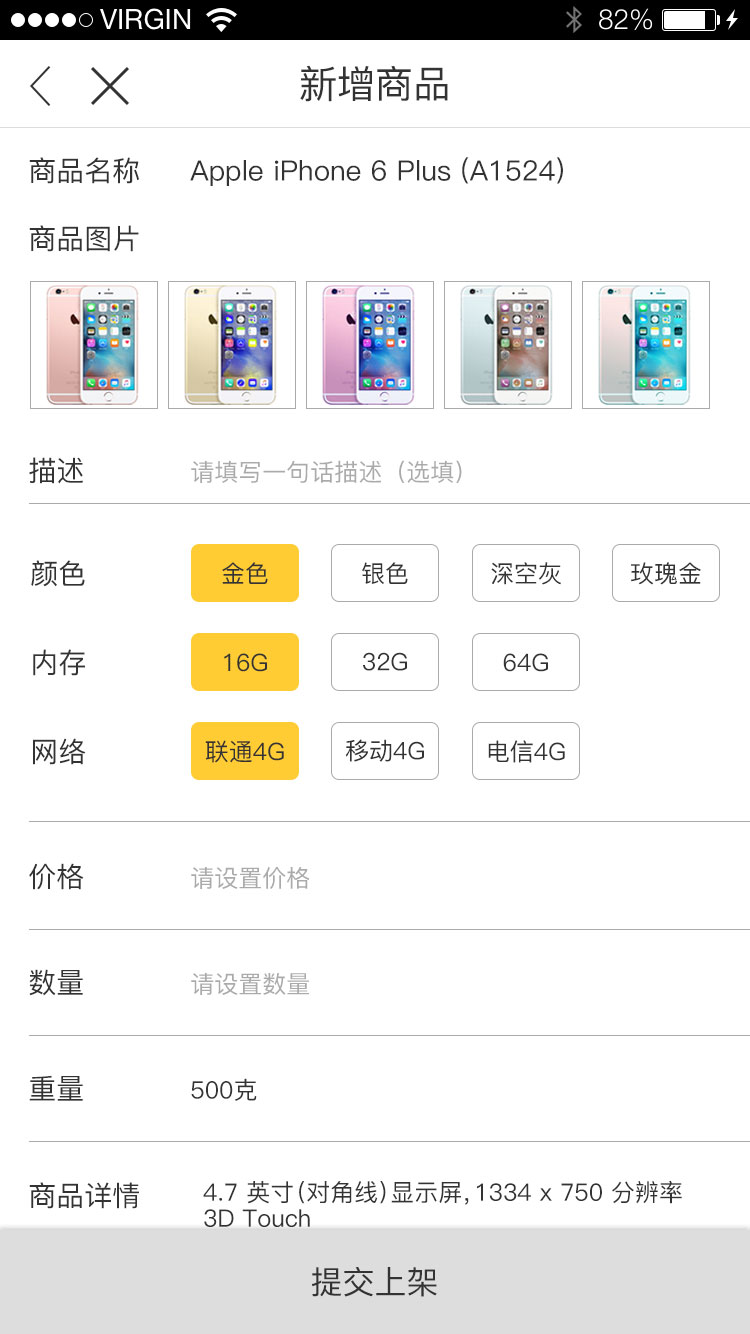 VIRGIN 82%
新增商品
商品名称 Apple iPhone 6 Plus (A1524)
商品图片
描述 请填写一句话描述（选填）
颜色 金色 银色 深空灰 玫瑰金
内存 16G 32G 64G
网络 联通4G 移动4G 电信4G
价格 请设置价格
数量 请设置数量
重量 500克
商品详情 4.7 英寸(对角线)显示屏,1334 x 750 分辨率
3D Touch
提交上架